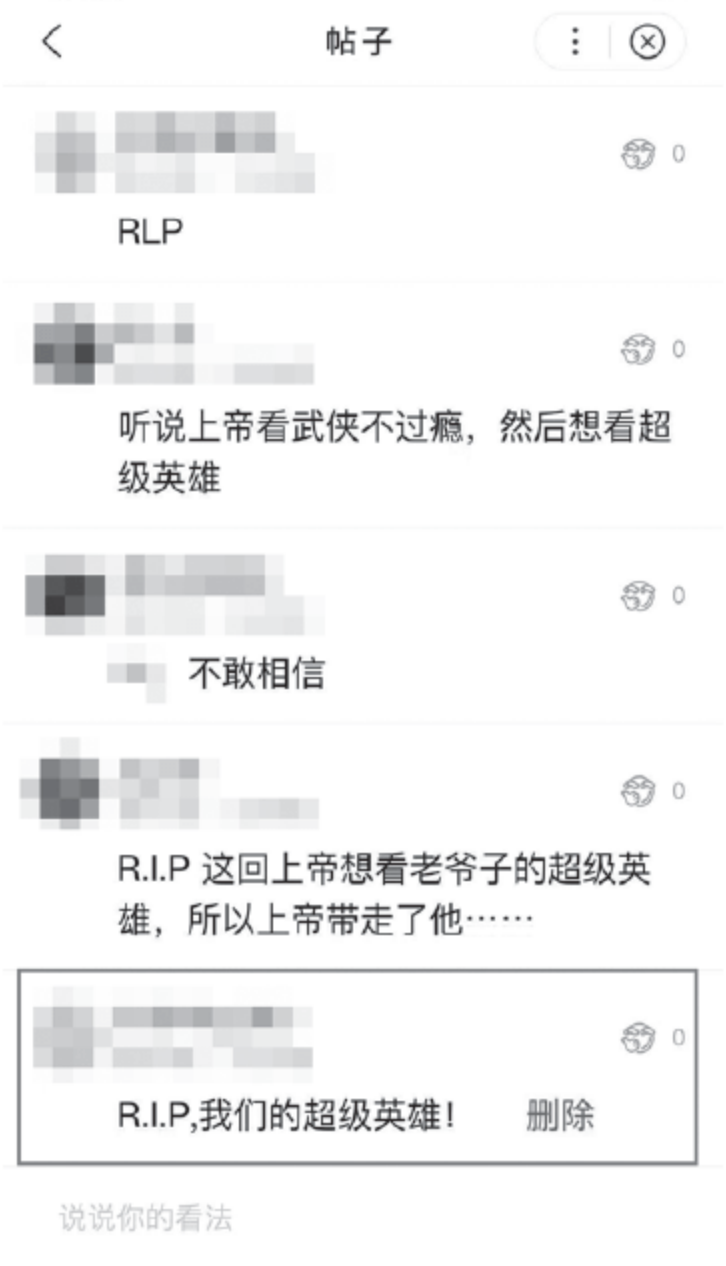 帖子
0
RLP
0
听说上帝看武侠不过瘾，然后想看超
级英雄
0
不敢相信
0
R.I.P 这回上帝想看老爷子的超级英
雄，所以上帝带走了他……
0
R.I.P,我们的超级英雄！ 删除
说说你的看法